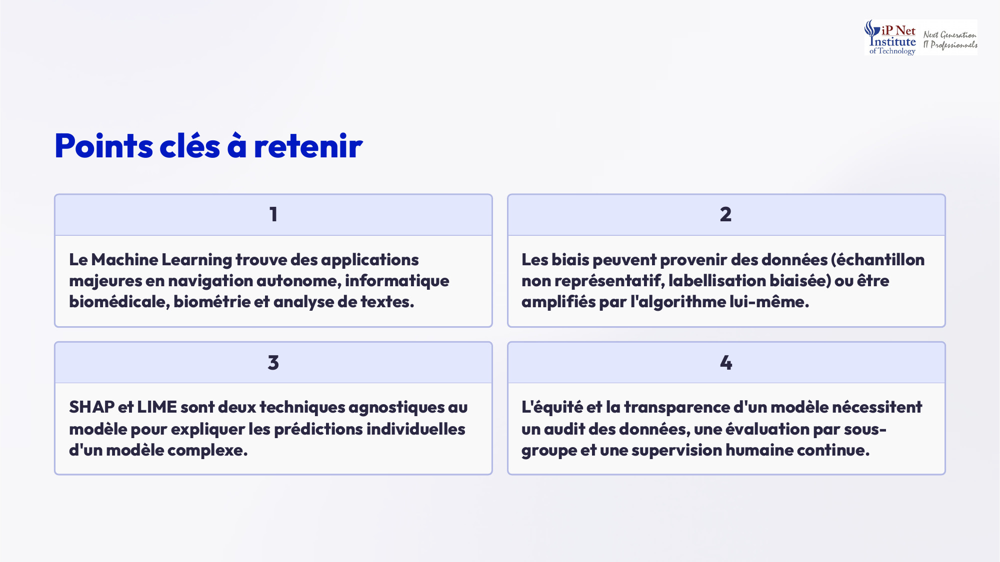 iP Net
Institute
of Technology
Next Generation
IT Professionnels
Points clés à retenir
1
Le Machine Learning trouve des applications
majeures en navigation autonome, informatique
biomédicale, biométrie et analyse de textes.
2
Les biais peuvent provenir des données (échantillon
non représentatif, labellisation biaisée) ou être
amplifiés par l'algorithme lui-même.
3
SHAP et LIME sont deux techniques agnostiques au
modèle pour expliquer les prédictions individuelles
d'un modèle complexe.
4
L'équité et la transparence d'un modèle nécessitent
un audit des données, une évaluation par sous-
groupe et une supervision humaine continue.